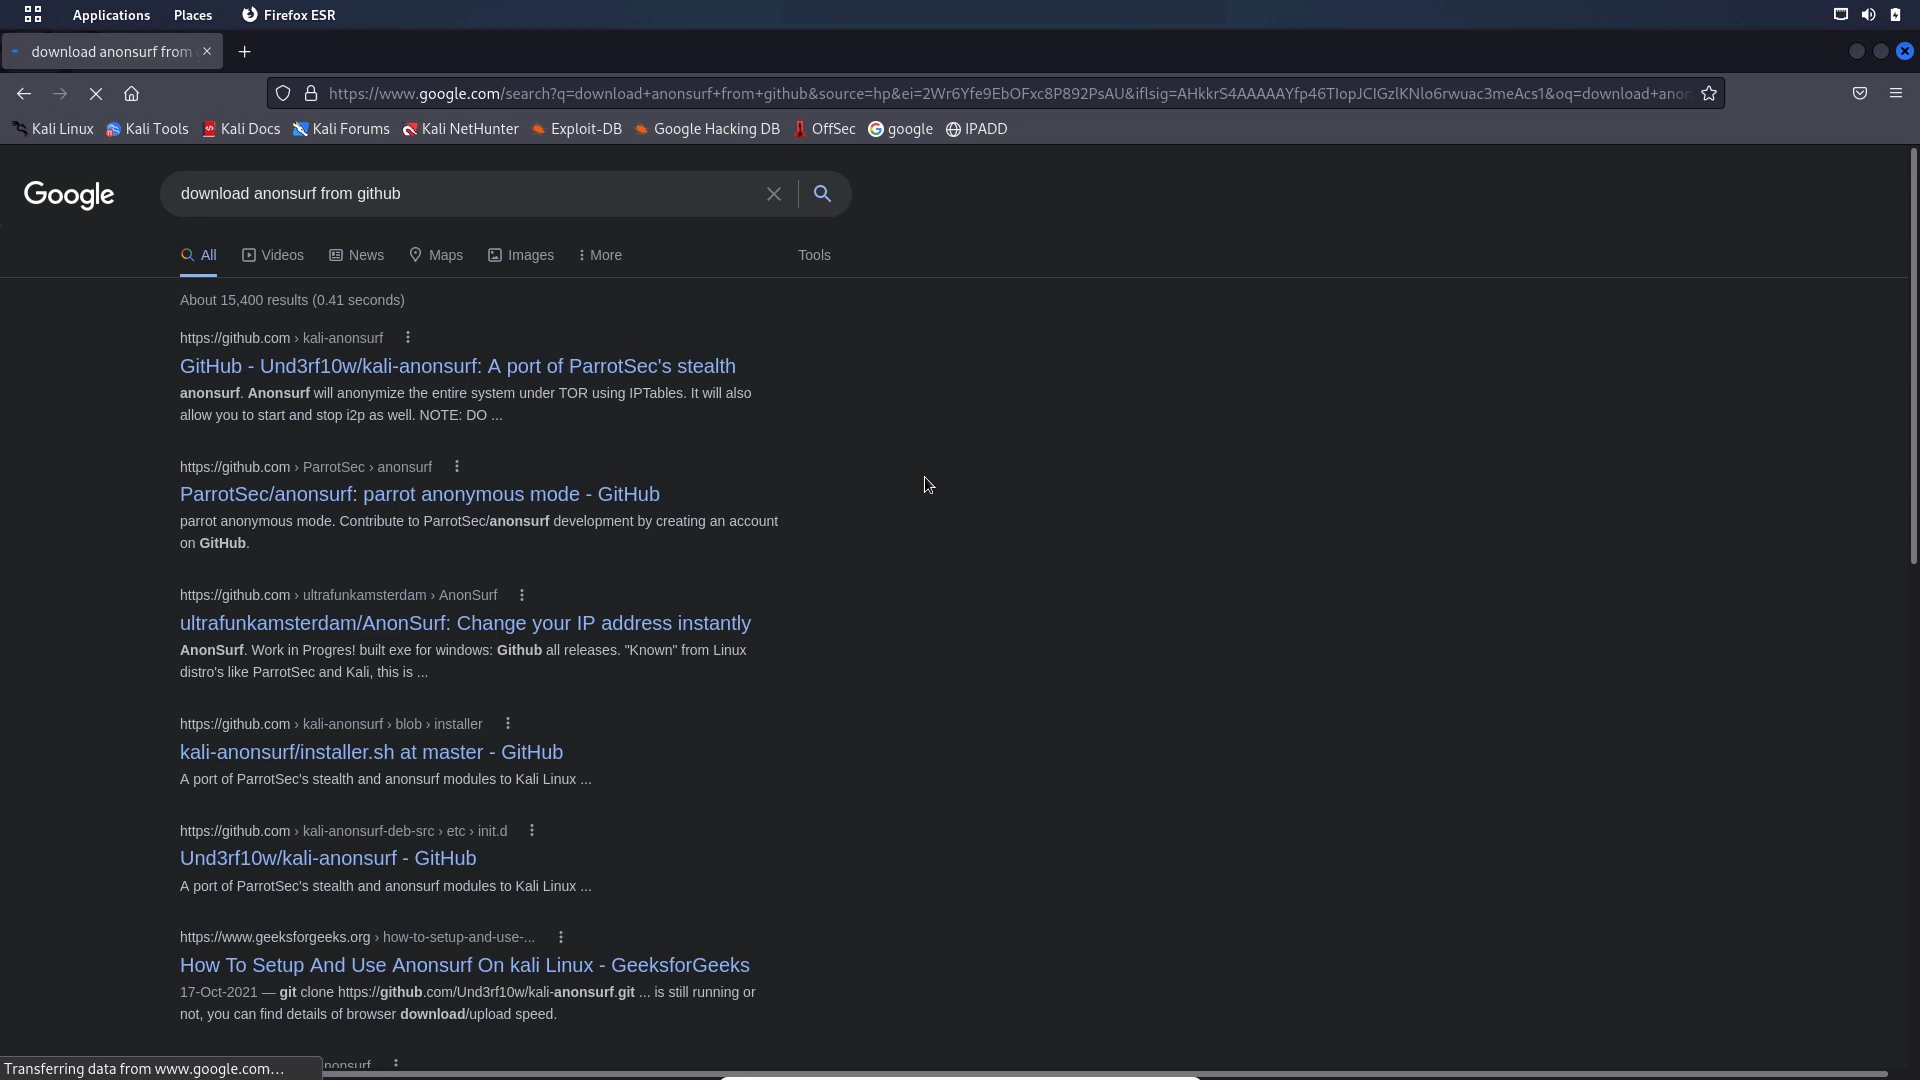 Applications Places Firefox ESR
download anonsurf from
https://www.google.com/search?q=download+anonsurf+from+github&source=hp&ei=2Wr6Yfe9EbOFxc8P892PsAU&iflsig=AHkkrS4AAAAAYfp46TIopJCIGzlKNlo6rwuac3meAcs1&oq=download+anon
Kali Linux Kali Tools Kali Docs Kali Forums Kali NetHunter Exploit-DB Google Hacking DB OffSec google IPADD
Google download anonsurf from github
All Videos News Maps Images More Tools
About 15,400 results (0.41 seconds)
https://github.com › kali-anonsurf
GitHub - Und3rf10w/kali-anonsurf: A port of ParrotSec's stealth
anonsurf. Anonsurf will anonymize the entire system under TOR using IPTables. It will also
allow you to start and stop i2p as well. NOTE: DO ...
https://github.com › ParrotSec › anonsurf
ParrotSec/anonsurf: parrot anonymous mode - GitHub
parrot anonymous mode. Contribute to ParrotSec/anonsurf development by creating an account
on GitHub.
https://github.com › ultrafunkamsterdam › AnonSurf
ultrafunkamsterdam/AnonSurf: Change your IP address instantly
AnonSurf. Work in Progres! built exe for windows: Github all releases. "Known" from Linux
distro's like ParrotSec and Kali, this is ...
https://github.com › kali-anonsurf › blob › installer
kali-anonsurf/installer.sh at master - GitHub
A port of ParrotSec's stealth and anonsurf modules to Kali Linux ...
https://github.com › kali-anonsurf-deb-src › etc › init.d
Und3rf10w/kali-anonsurf - GitHub
A port of ParrotSec's stealth and anonsurf modules to Kali Linux ...
https://www.geeksforgeeks.org › how-to-setup-and-use-...
How To Setup And Use Anonsurf On kali Linux - GeeksforGeeks
17-Oct-2021 — git clone https://github.com/Und3rf10w/kali-anonsurf.git ... is still running or
not, you can find details of browser download/upload speed.
Transferring data from www.google.com…